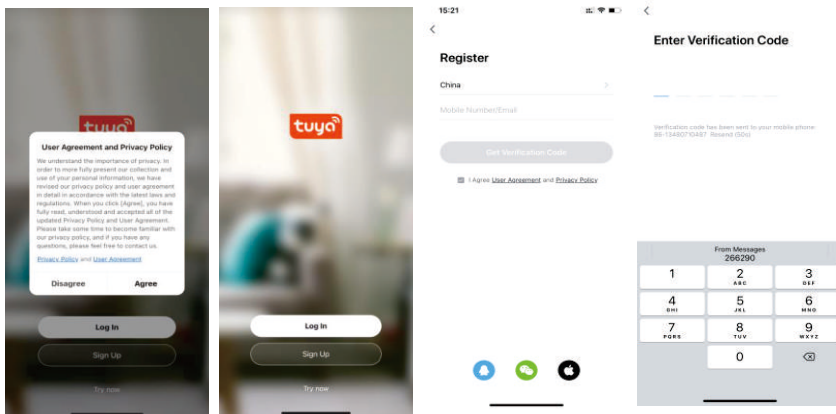 tuya
User Agreement and Privacy Policy
We understand the importance of privacy. In
order to more fully present our collection and
use of your personal information, we have
revised our privacy policy and user agreement
in detail in accordance with the latest laws and
regulations. When you click [Agree], you have
fully read, understood and accepted all of the
updated Privacy Policy and User Agreement.
Please take some time to become familiar with
our privacy policy, and if you have any
questions, please feel free to contact us.
Privacy Policy and User Agreement
Disagree Agree
Log In
Sign Up
Try now
tuya
Log In
Sign Up
Try now
15:21
Register
China
Mobile Number/Email
Get Verification Code
I Agree User Agreement and Privacy Policy
Enter Verification Code
Verification code has been sent to your mobile phone
86-13460710487 Resend (50s)
From Messages
266290
1
2
ABC
3
DEF
4
GHI
5
JKL
6
MNO
7
PQRS
8
TUV
9
WXYZ
0